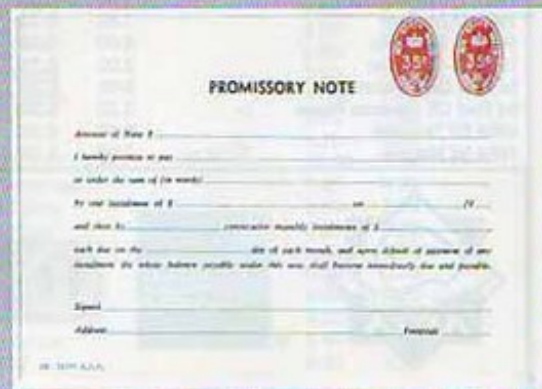 35c 35c
PROMISSORY NOTE
Amount of Note $
I hereby promise to pay
or order the sum of (in words)
by one instalment of $ on 19
and then by consecutive monthly instalments of $
each due on the day of each month, and upon default of payment of any
instalment the whole balance payable under this note shall become immediately due and payable.
Signed
Address